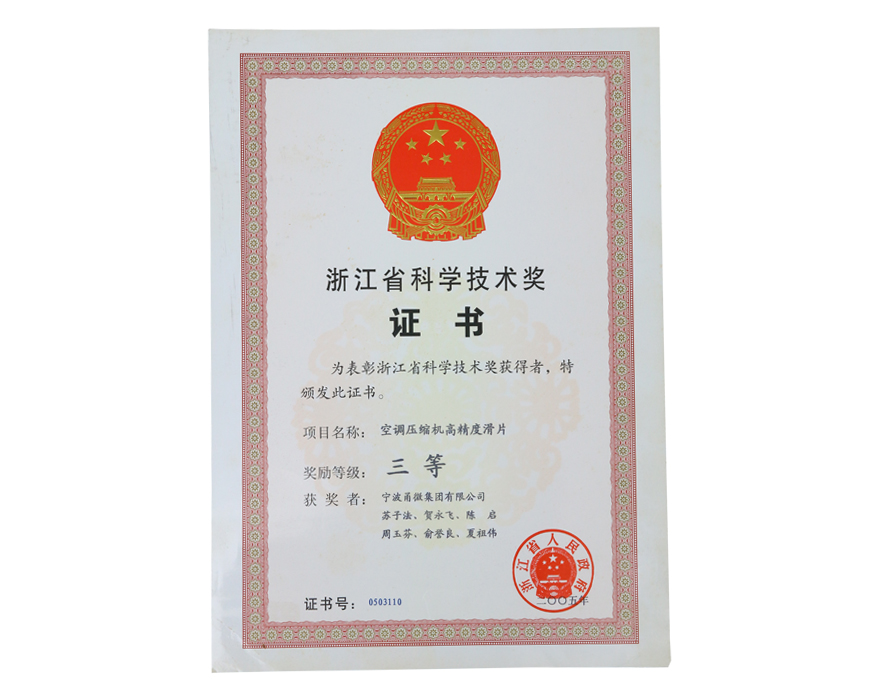 浙江省科学技术奖
证 书
为表彰浙江省科学技术奖获得者，特
颁发此证书。
项目名称： 空调压缩机高精度滑片
奖励等级： 三 等
获 奖 者： 宁波甬微集团有限公司
苏子法、贺永飞、陈 启
周玉芬、俞誉良、夏祖伟
浙江省人民政府
二〇〇五年
证书号： 0503110